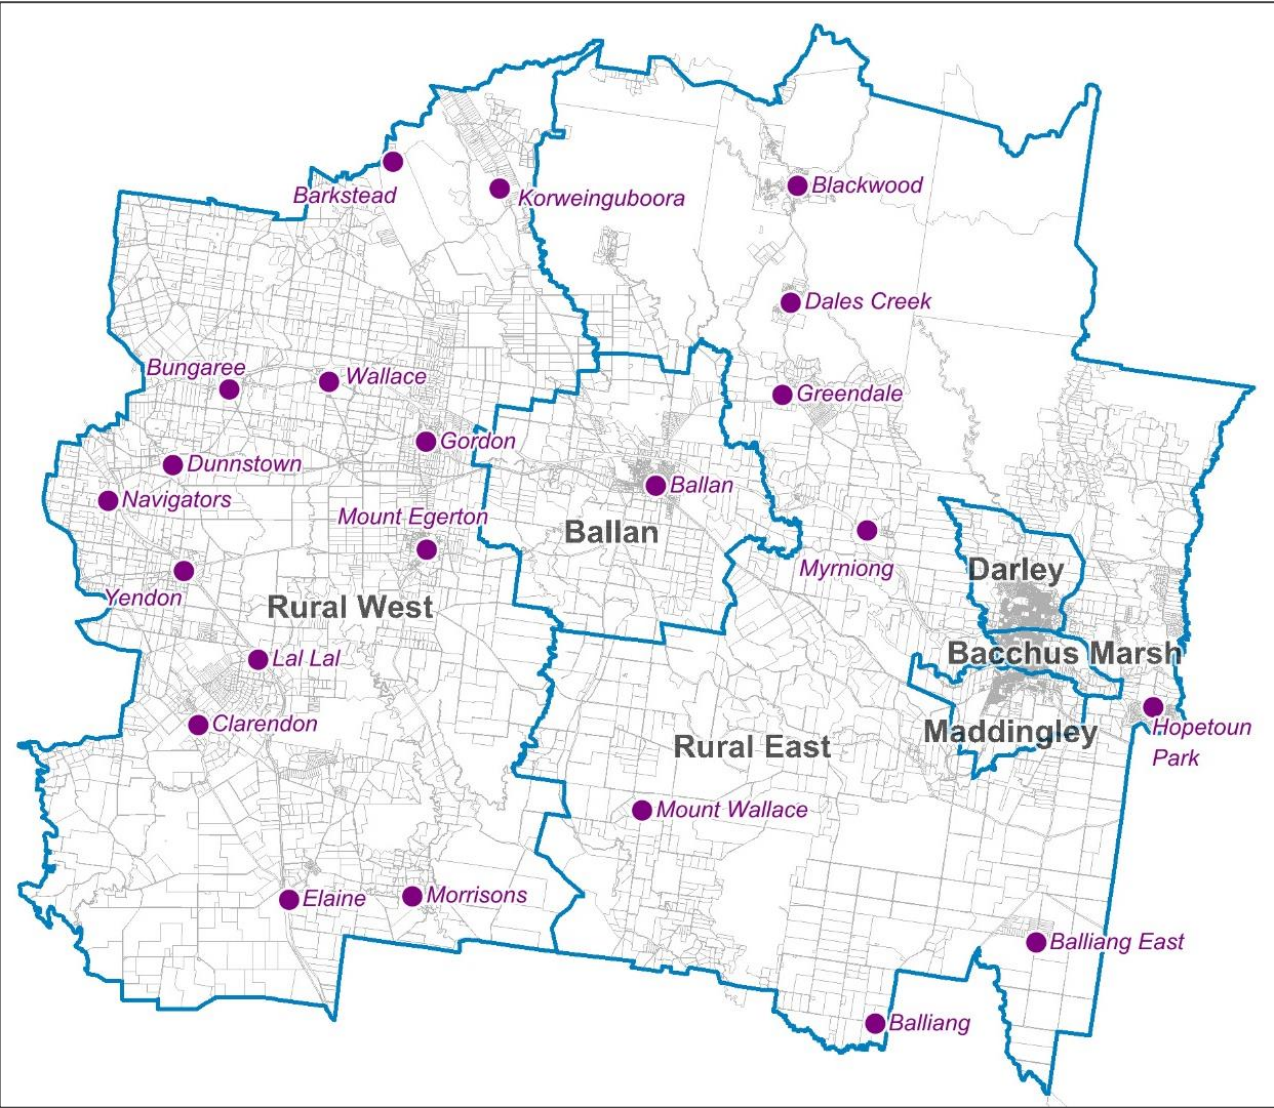 Blackwood
Barkstead
Korweinguboora
Dales Creek
Bungaree
Wallace
Greendale
Gordon
Dunnstown
Ballan
Navigators
Mount Egerton
Ballan
Myrniong
Darley
Yendon
Rural West
Bacchus Marsh
Lal Lal
Clarendon
Maddingley
Hopetoun
Park
Rural East
Mount Wallace
Elaine
Morrisons
Balliang East
Balliang